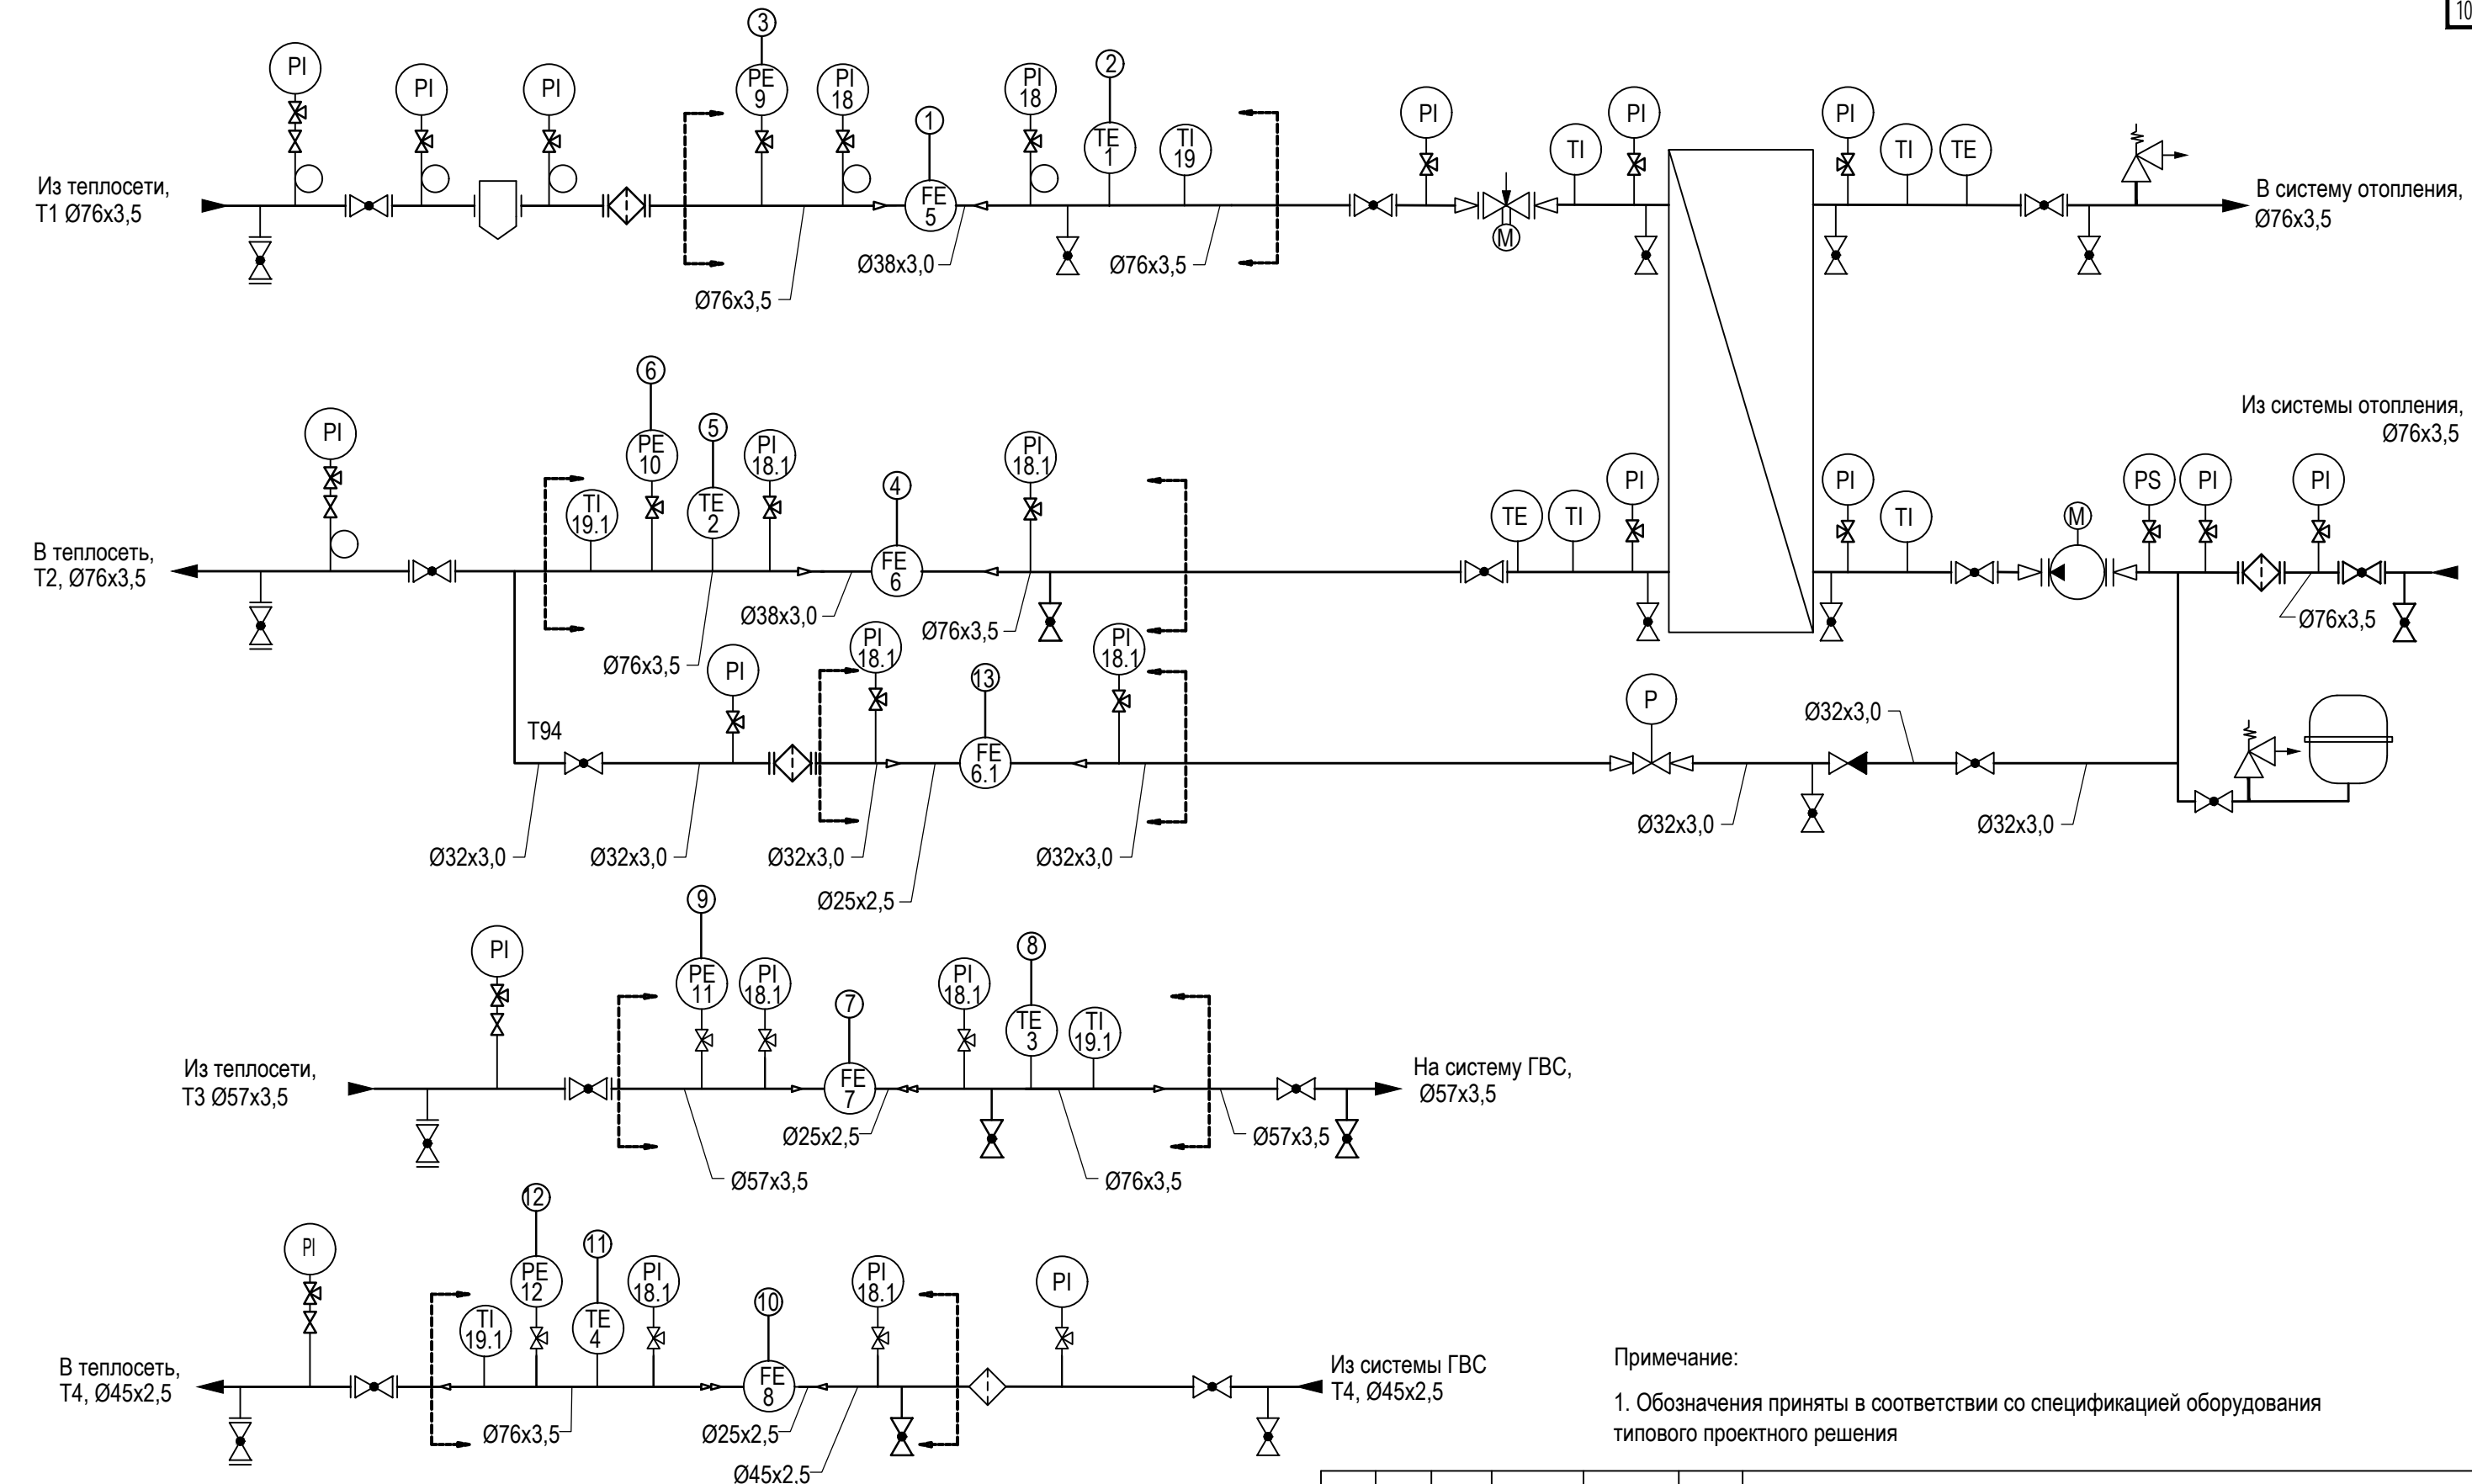 10
3
PI
PI
PI
PE
9
PI
18
1
PI
18
2
TE
1
TI
19
PI
TI
PI
PI
TI
TE
FE
5
M
Из теплосети,
Т1 Ø76x3,5
В систему отопления,
Ø76x3,5
Ø38x3,0
Ø76x3,5
Ø76x3,5
6
5
4
PI
TI
19.1
PE
10
TE
2
PI
18.1
FE
6
PI
18.1
TE
TI
PI
PI
TI
M
PS
PI
PI
Из системы отопления,
Ø76x3,5
В теплосеть,
Т2, Ø76x3,5
Ø38x3,0
Ø76x3,5
Ø76x3,5
Ø76x3,5
PI
PI
18.1
13
PI
18.1
P
Т94
FE
6.1
Ø32x3,0
Ø32x3,0
Ø32x3,0
Ø32x3,0
Ø32x3,0
Ø32x3,0
Ø32x3,0
Ø25x2,5
9
8
7
PI
PE
11
PI
18.1
PI
18.1
TE
3
TI
19.1
FE
7
Из теплосети,
Т3 Ø57x3,5
На систему ГВС,
Ø57x3,5
Ø25x2,5
Ø57x3,5
Ø57x3,5
Ø76x3,5
12
11
10
PI
TI
19.1
PE
12
TE
4
PI
18.1
FE
8
PI
18.1
PI
В теплосеть,
Т4, Ø45x2,5
Из системы ГВС
Т4, Ø45x2,5
Ø76x3,5
Ø25x2,5
Ø45x2,5
Примечание:
1. Обозначения приняты в соответствии со спецификацией оборудования
типового проектного решения